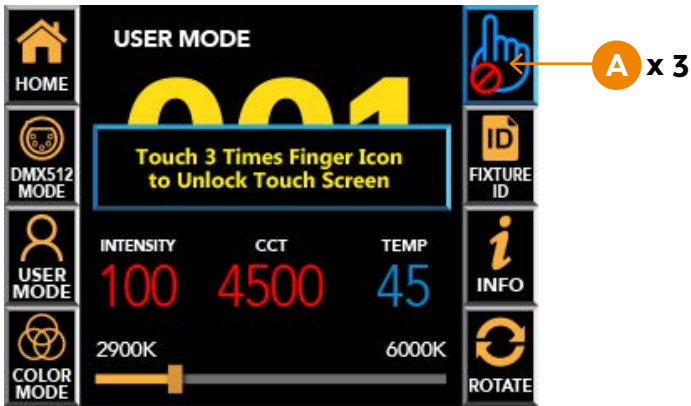 HOME
DMX512
MODE
USER
MODE
COLOR
MODE
USER MODE
001
Touch 3 Times Finger Icon
to Unlock Touch Screen
INTENSITY CCT TEMP
100 4500 45
2900K 6000K
ID
FIXTURE
ID
i
INFO
ROTATE
A x 3